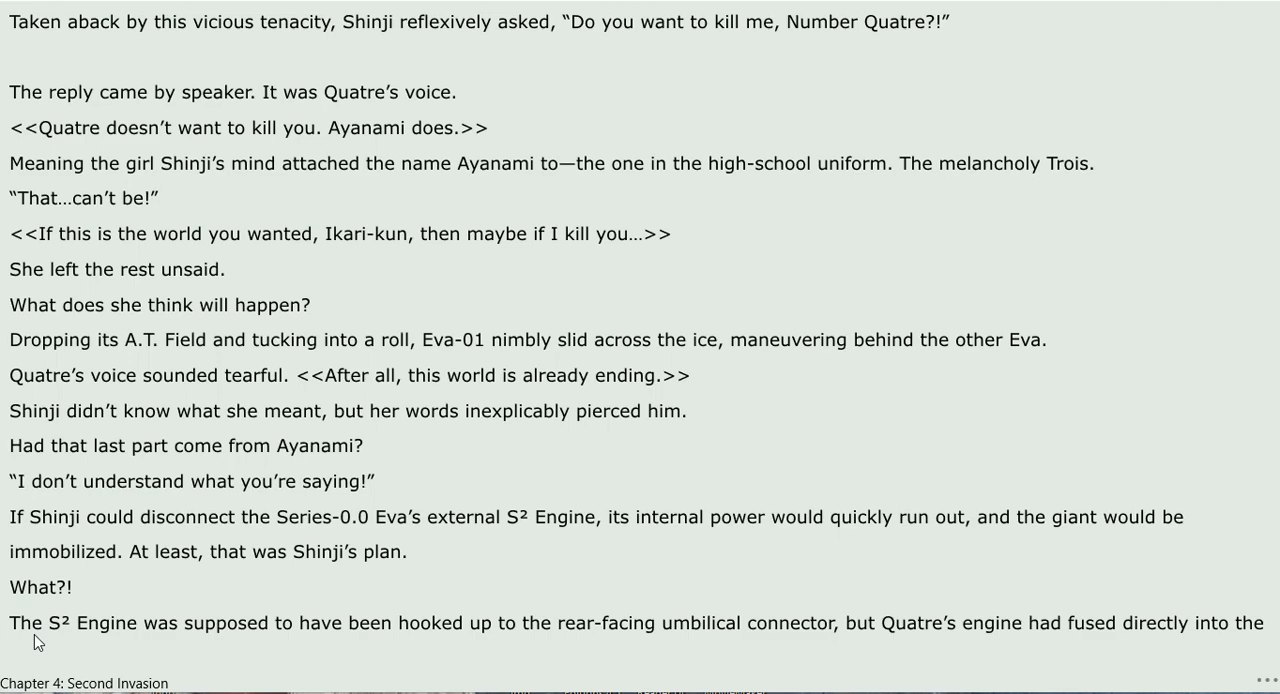 Taken aback by this vicious tenacity, Shinji reflexively asked, “Do you want to kill me, Number Quatre?!”
The reply came by speaker. It was Quatre’s voice.
<<Quatre doesn’t want to kill you. Ayanami does.>>
Meaning the girl Shinji’s mind attached the name Ayanami to—the one in the high-school uniform. The melancholy Trois.
“That…can’t be!”
<<If this is the world you wanted, Ikari-kun, then maybe if I kill you…>>
She left the rest unsaid.
What does she think will happen?
Dropping its A.T. Field and tucking into a roll, Eva-01 nimbly slid across the ice, maneuvering behind the other Eva.
Quatre’s voice sounded tearful. <<After all, this world is already ending.>>
Shinji didn’t know what she meant, but her words inexplicably pierced him.
Had that last part come from Ayanami?
“I don’t understand what you’re saying!”
If Shinji could disconnect the Series-0.0 Eva’s external S² Engine, its internal power would quickly run out, and the giant would be
immobilized. At least, that was Shinji’s plan.
What?!
The S² Engine was supposed to have been hooked up to the rear-facing umbilical connector, but Quatre’s engine had fused directly into the
Chapter 4: Second Invasion